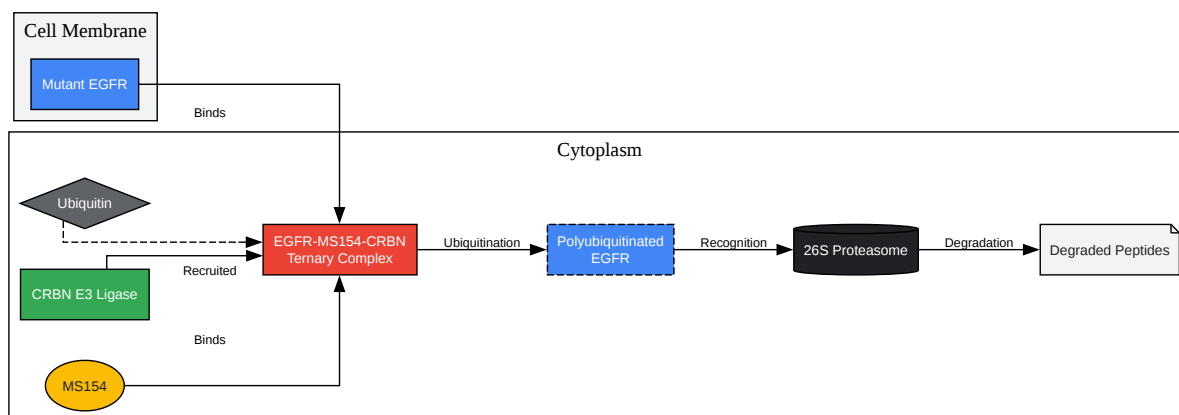 Cell Membrane
Mutant EGFR
Binds
Cytoplasm
Ubiquitin
EGFR-MS154-CRBN
Ternary Complex
Ubiquitination
Polyubiquitinated
EGFR
Recognition
26S Proteasome
Degradation
Degraded Peptides
Recruited
CRBN E3 Ligase
Binds
MS154